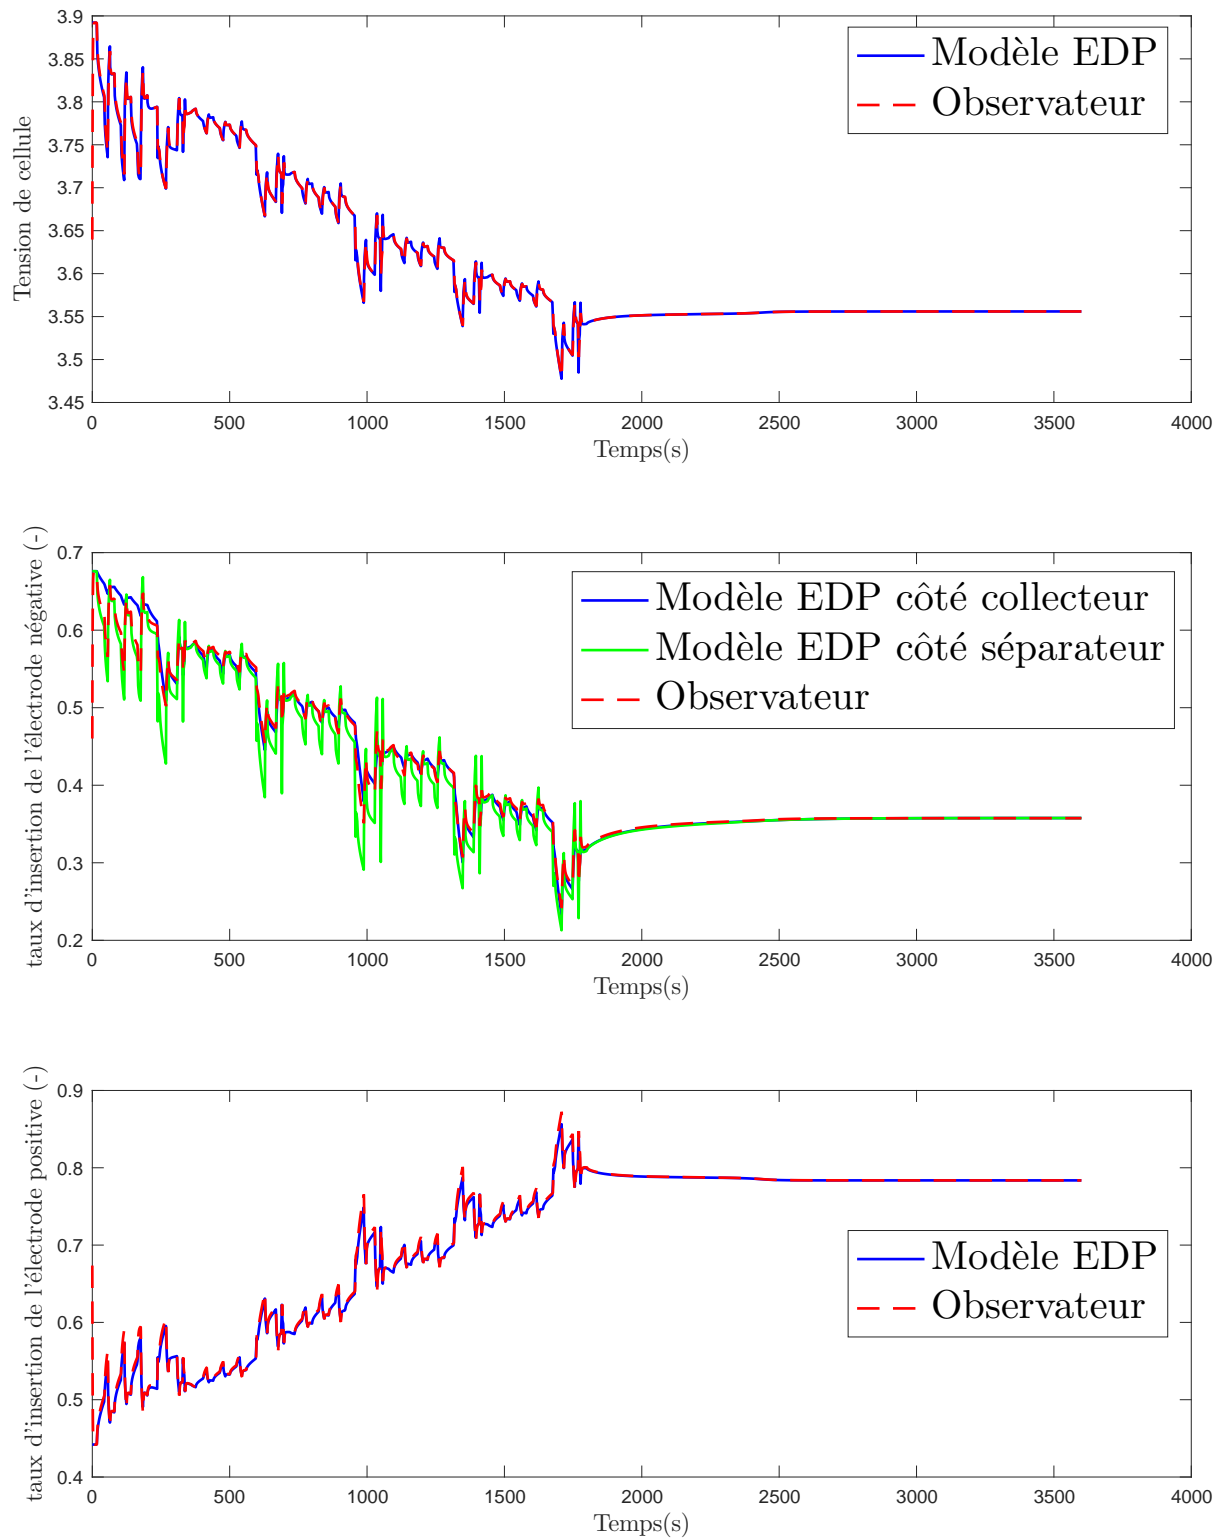 3.9
3.85
3.8
3.75
3.7
3.65
3.6
3.55
3.5
3.45
Tension de cellule
Modèle EDP
Observateur
0 500 1000 1500 2000 2500 3000 3500 4000
Temps(s)
0.7
0.6
0.5
0.4
0.3
0.2
taux d'insertion de l'électrode négative (-)
Modèle EDP côté collecteur
Modèle EDP côté séparateur
Observateur
0 500 1000 1500 2000 2500 3000 3500 4000
Temps(s)
0.9
0.8
0.7
0.6
0.5
0.4
taux d'insertion de l'électrode positive (-)
Modèle EDP
Observateur
0 500 1000 1500 2000 2500 3000 3500 4000
Temps(s)